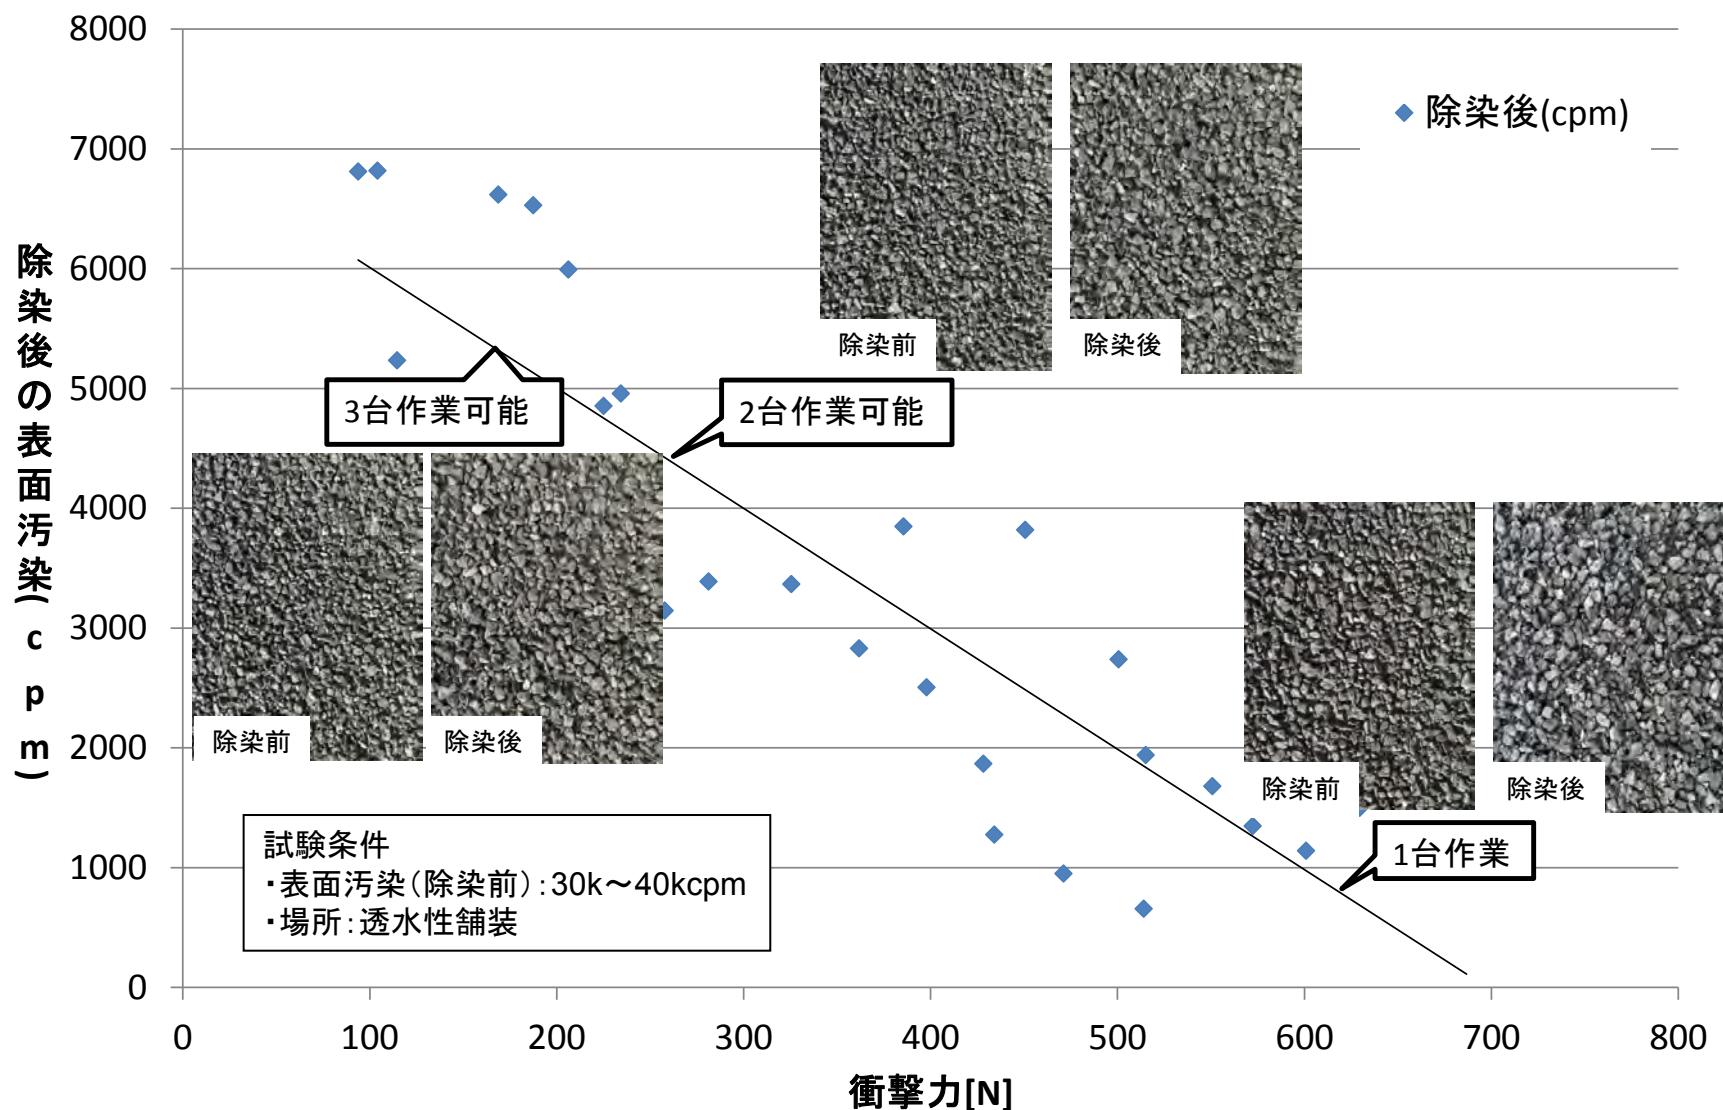 8000
7000
6000
5000
4000
3000
2000
1000
0
除染後の表面汚染(cpm)
除染後(cpm)
除染前
除染後
3台作業可能
2台作業可能
除染前
除染後
除染前
除染後
1台作業
試験条件
・表面汚染(除染前):30k～40kcpm
・場所:透水性舗装
0 100 200 300 400 500 600 700 800
衝撃力[N]